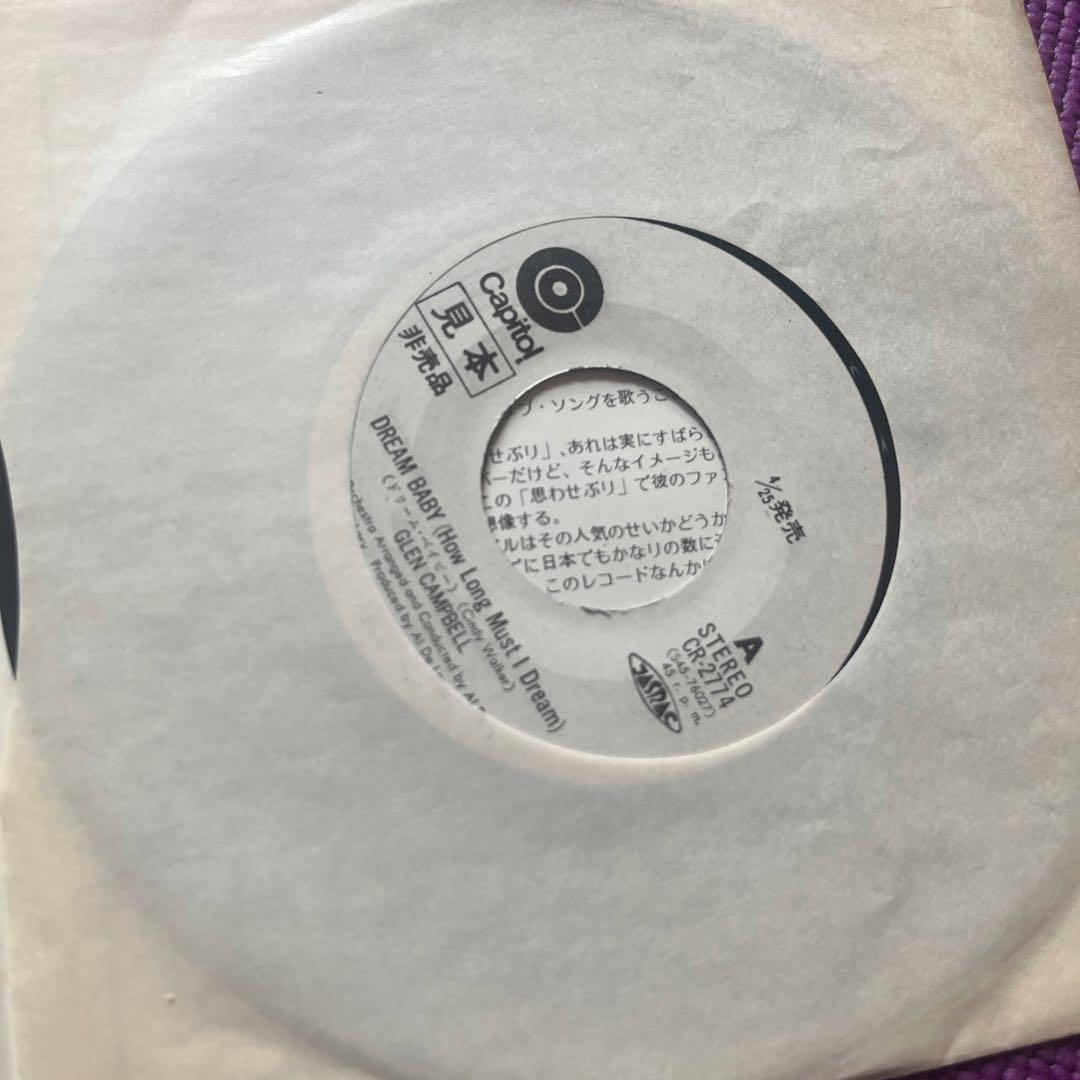 Capitol
見本
非売品
DREAM BABY (How Long Must I Dream)
(ドリーム・ベイビー) (Cindy Walker)
GLEN CAMPBELL
Arranged and Conducted by Al
Produced by Al De
4/25発売
A
STEREO
CR-2774
(S45-76027)
45 r. p. m.
JASRAC
プ・ソングを歌うこ
せぶり」、あれは実にすばら
ーだけど、そんなイメージも
の「思わせぶり」で彼のファ
想像する。
ルはその人気のせいかどうか
に日本でもかなりの数に
このレコードなんか